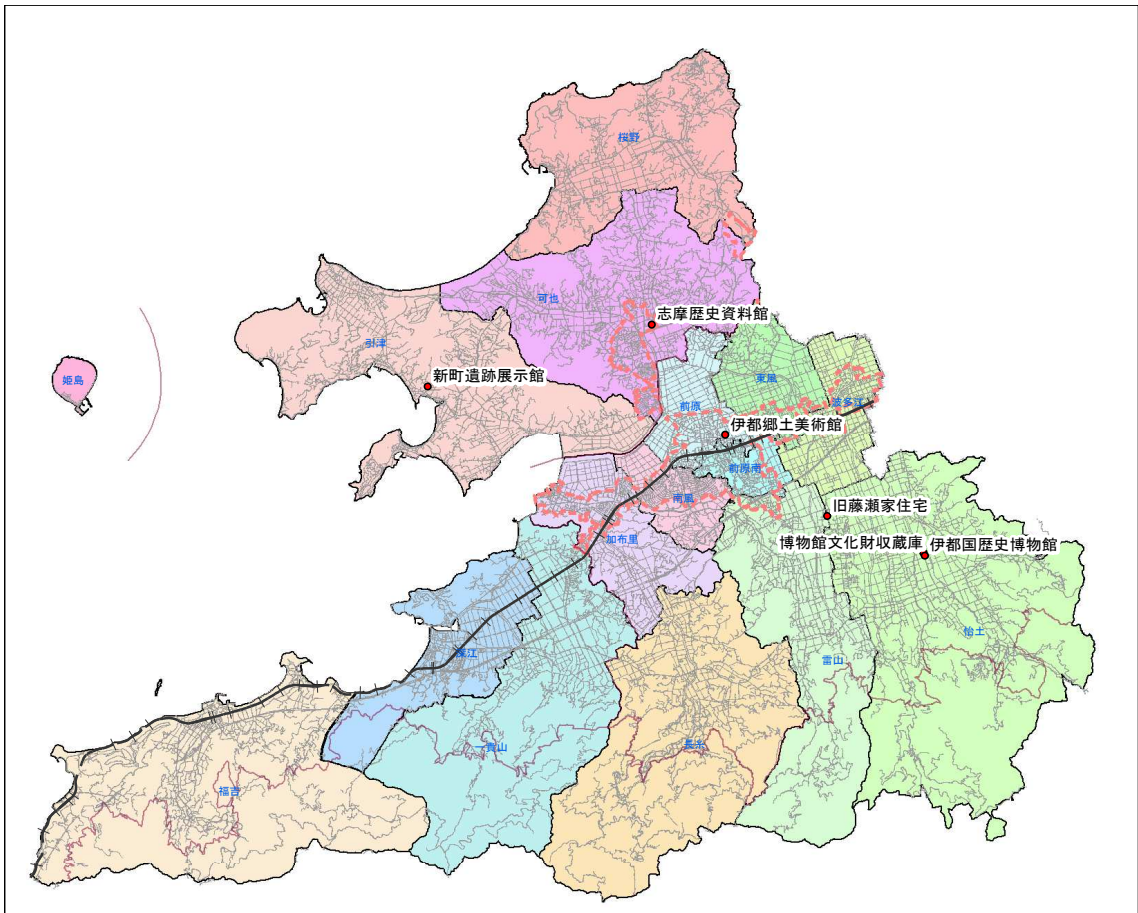 桜野
可也
志摩歴史資料館
引津
姫島
新町遺跡展示館
東風
波多江
前原
伊都郷土美術館
前原南
南風
旧藤瀬家住宅
加布里
博物館文化財収蔵庫
伊都国歴史博物館
怡土
深江
雷山
一貴山
長糸
福吉